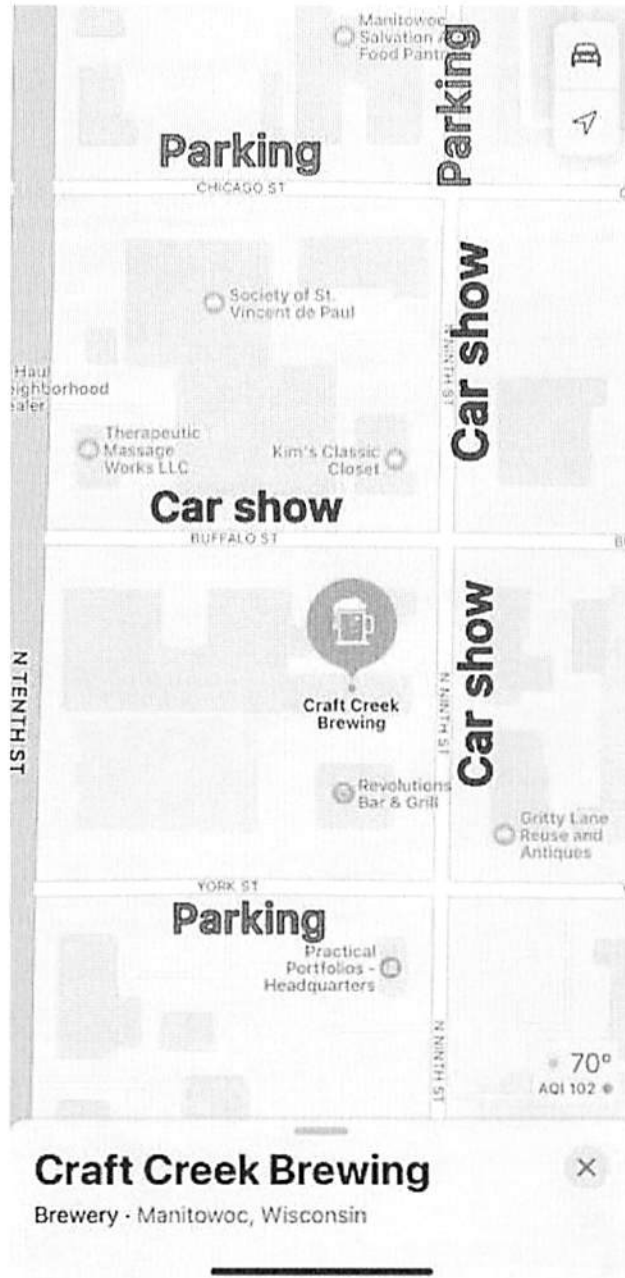 Manitowoc
Salvation A
Food Pantr
Parking
Parking
CHICAGO ST
Society of St.
Vincent de Paul
Car show
N NINTH ST
Haul
eighborhood
ealer
Therapeutic
Massage
Works LLC
Kim's Classic
Closet
Car show
BUFFALO ST
B
N TENTH ST
Craft Creek
Brewing
N NINTH ST
Car show
Revolutions
Bar & Grill
Gritty Lane
Reuse and
Antiques
YORK ST
Parking
Practical
Portfolios -
Headquarters
N NINTH ST
70°
AQI 102
Craft Creek Brewing
Brewery · Manitowoc, Wisconsin